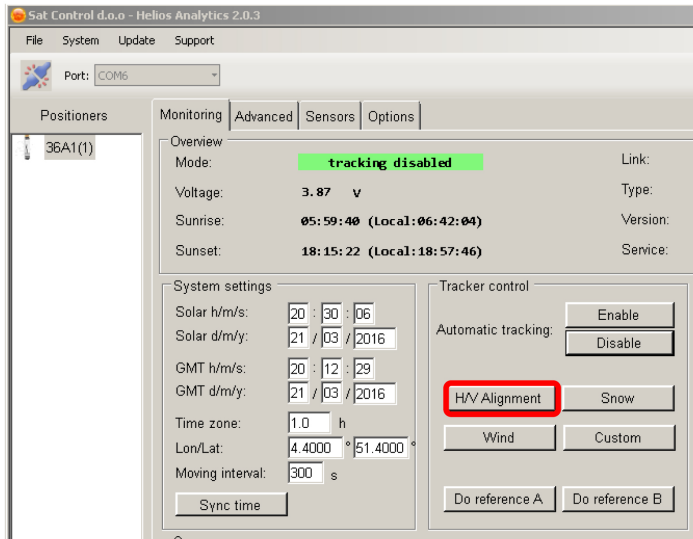 Sat Control d.o.o - Helios Analytics 2.0.3
File System Update Support
Port: COM6
Positioners
36A1(1)
Monitoring Advanced Sensors Options
Overview
Mode: tracking disabled Link:
Voltage: 3.87 V Type:
Sunrise: 05:59:40 (Local:06:42:04) Version:
Sunset: 18:15:22 (Local:18:57:46) Service:
System settings
Solar h/m/s: 20 : 30 : 06
Solar d/m/y: 21 / 03 / 2016
GMT h/m/s: 20 : 12 : 29
GMT d/m/y: 21 / 03 / 2016
Time zone: 1.0 h
Lon/Lat: 4.4000 ° 51.4000 °
Moving interval: 300 s
Sync time
Tracker control
Automatic tracking: Enable
Disable
H/V Alignment Snow
Wind Custom
Do reference A Do reference B